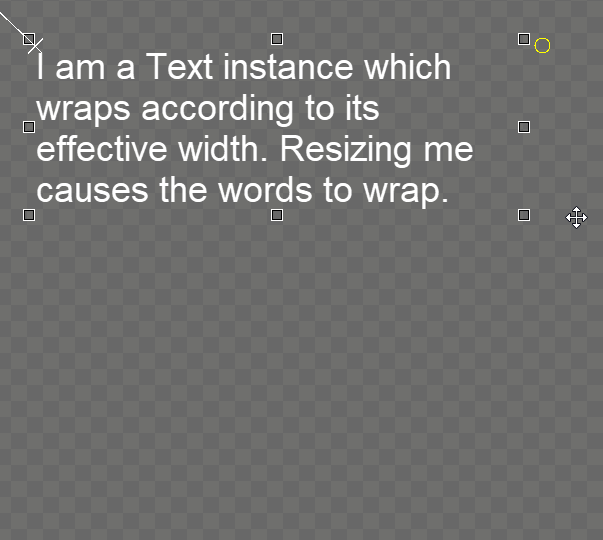 I am a Text instance which
wraps according to its
effective width. Resizing me
causes the words to wrap.